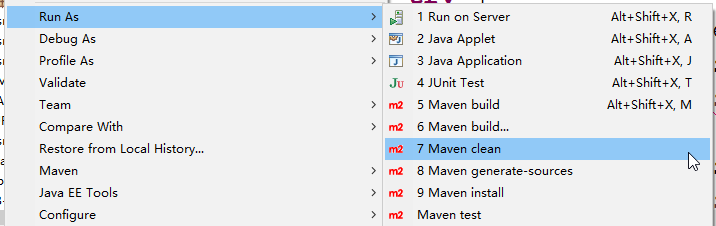 Run As
Debug As
Profile As
Validate
Team
Compare With
Restore from Local History...
Maven
Java EE Tools
Configure
1 Run on Server Alt+Shift+X, R
2 Java Applet Alt+Shift+X, A
3 Java Application Alt+Shift+X, J
4 JUnit Test Alt+Shift+X, T
5 Maven build Alt+Shift+X, M
6 Maven build...
7 Maven clean
8 Maven generate-sources
9 Maven install
Maven test